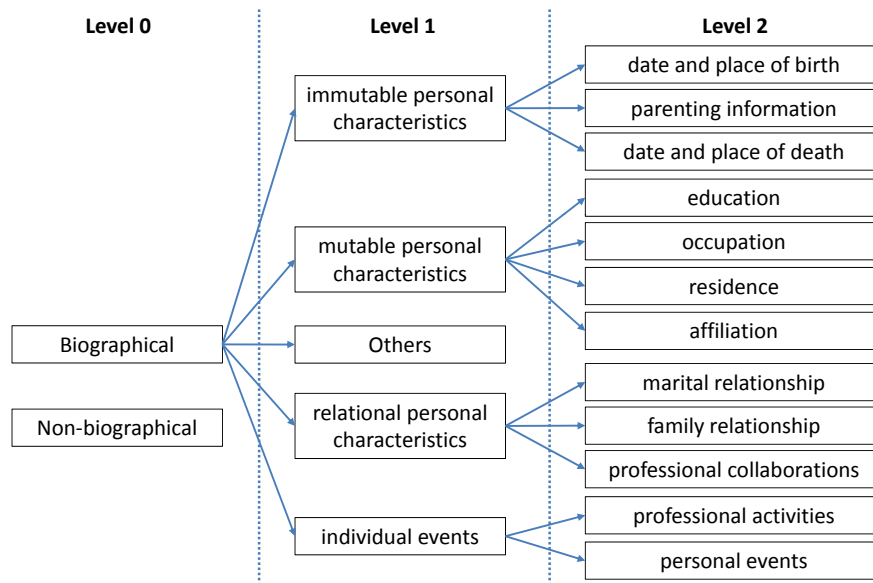 Level 0
Level 1
Level 2
Biographical
Non-biographical
immutable personal
characteristics
mutable personal
characteristics
Others
relational personal
characteristics
individual events
date and place of birth
parenting information
date and place of death
education
occupation
residence
affiliation
marital relationship
family relationship
professional collaborations
professional activities
personal events